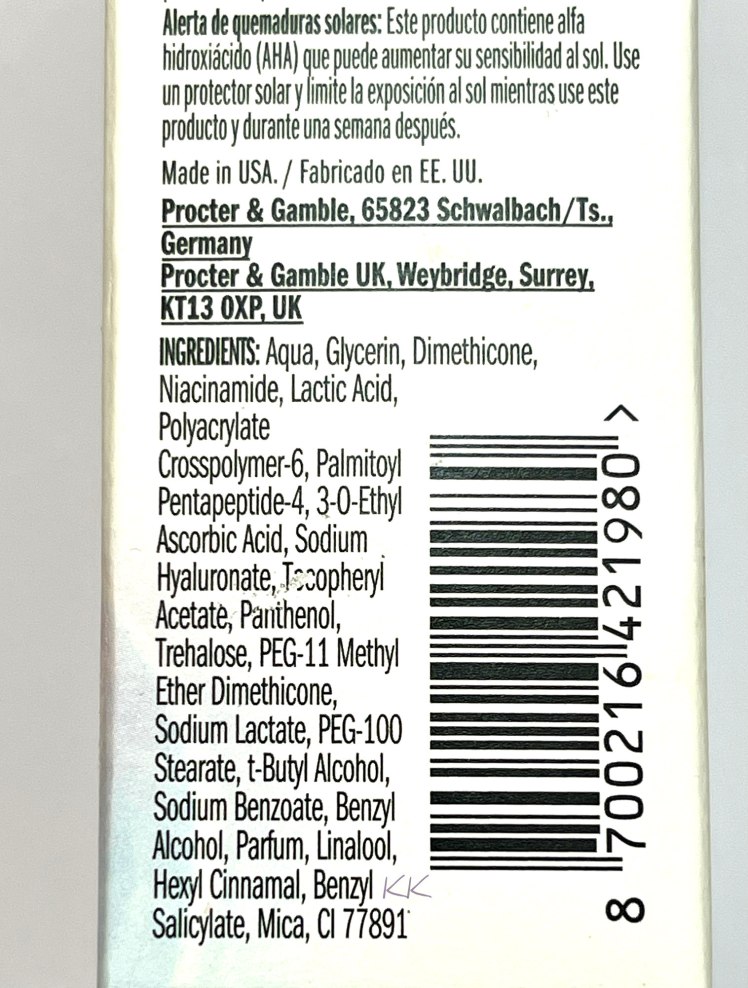 Alerta de quemaduras solares: Este producto contiene alfa
hidroxiácido (AHA) que puede aumentar su sensibilidad al sol. Use
un protector solar y limite la exposición al sol mientras use este
producto y durante una semana después.
Made in USA. / Fabricado en EE. UU.
Procter & Gamble, 65823 Schwalbach/Ts.,
Germany
Procter & Gamble UK, Weybridge, Surrey,
KT13 0XP, UK
INGREDIENTS: Aqua, Glycerin, Dimethicone,
Niacinamide, Lactic Acid,
Polyacrylate
Crosspolymer-6, Palmitoyl
Pentapeptide-4, 3-O-Ethyl
Ascorbic Acid, Sodium
Hyaluronate, Tocopheryl
Acetate, Panthenol,
Trehalose, PEG-11 Methyl
Ether Dimethicone,
Sodium Lactate, PEG-100
Stearate, t-Butyl Alcohol,
Sodium Benzoate, Benzyl
Alcohol, Parfum, Linalool,
Hexyl Cinnamal, Benzyl KK
Salicylate, Mica, CI 77891
8 700216 421980 >